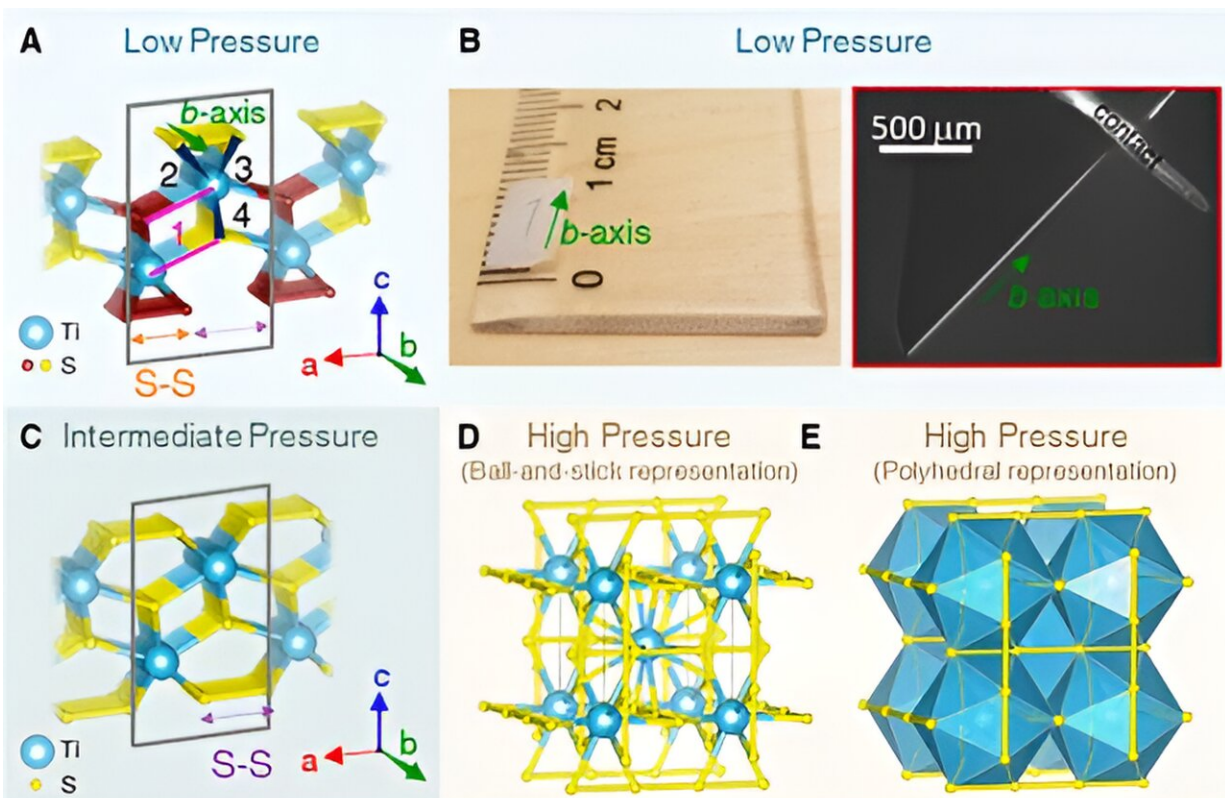 A Low Pressure
b-axis
2 3
4
1
Ti
S
S-S
c
a b
B Low Pressure
2
1 cm
0
1
b-axis
500 µm
contact
b axis
C Intermediate Pressure
Ti
S
S-S
c
a b
D High Pressure
(Ball-and-stick representation)
E High Pressure
(Polyhedral representation)